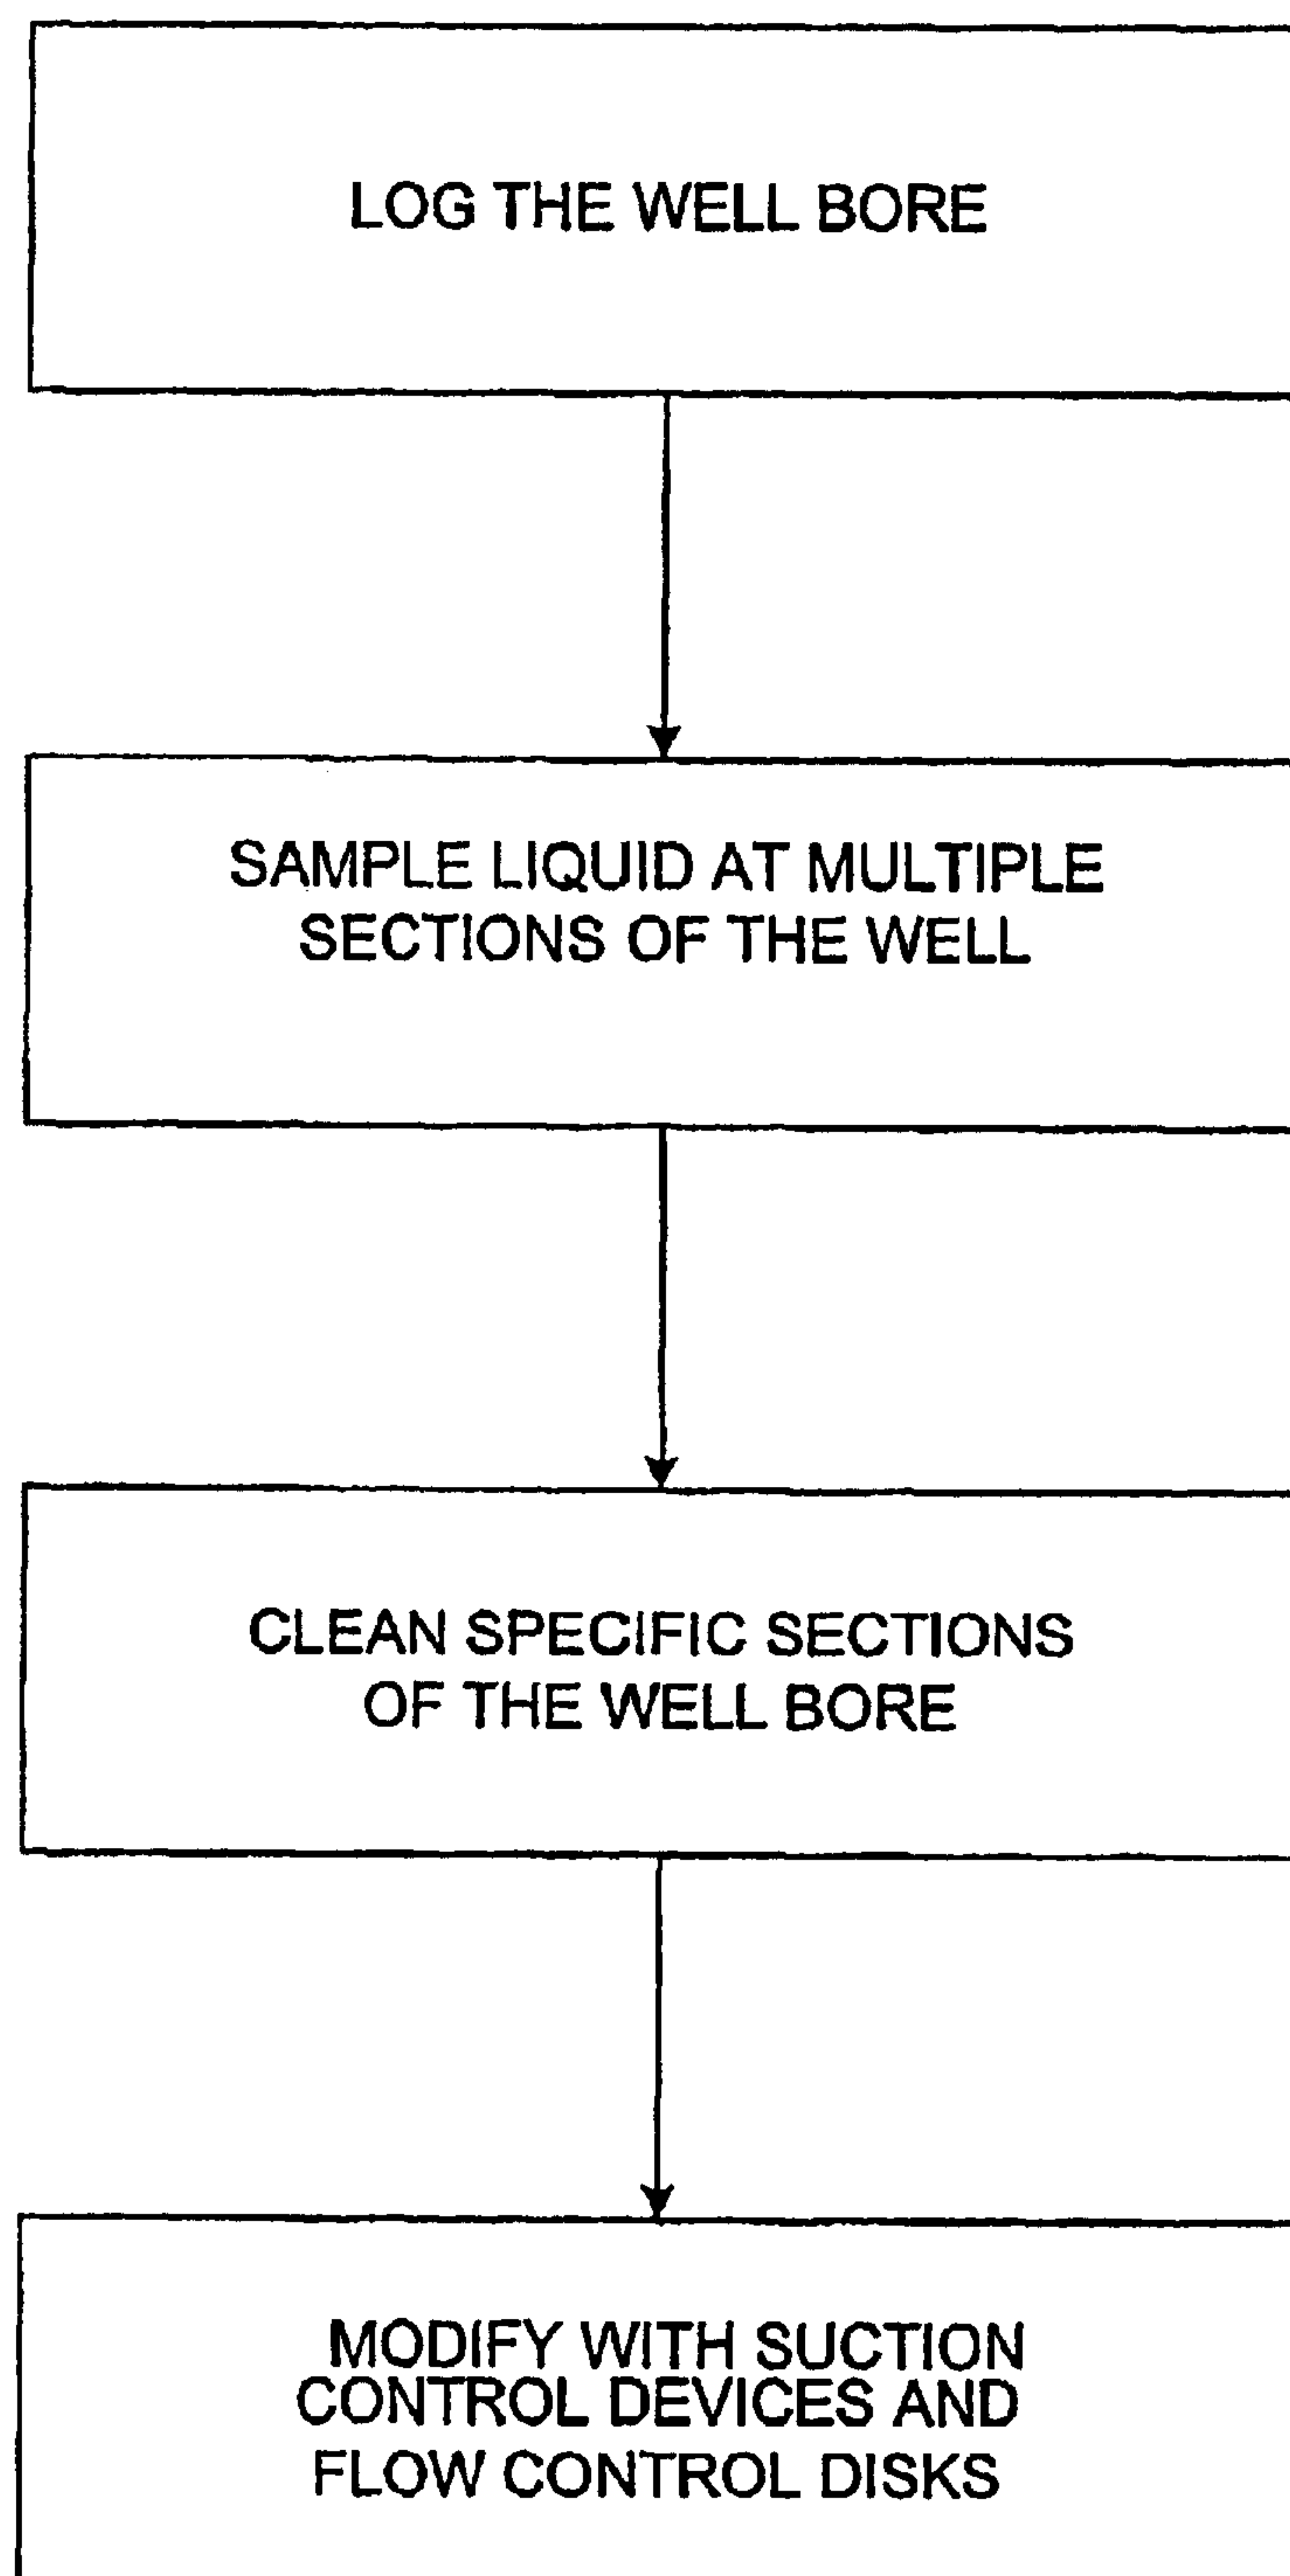 LOG THE WELL BORE
SAMPLE LIQUID AT MULTIPLE
SECTIONS OF THE WELL
CLEAN SPECIFIC SECTIONS
OF THE WELL BORE
MODIFY WITH SUCTION
CONTROL DEVICES AND
FLOW CONTROL DISKS